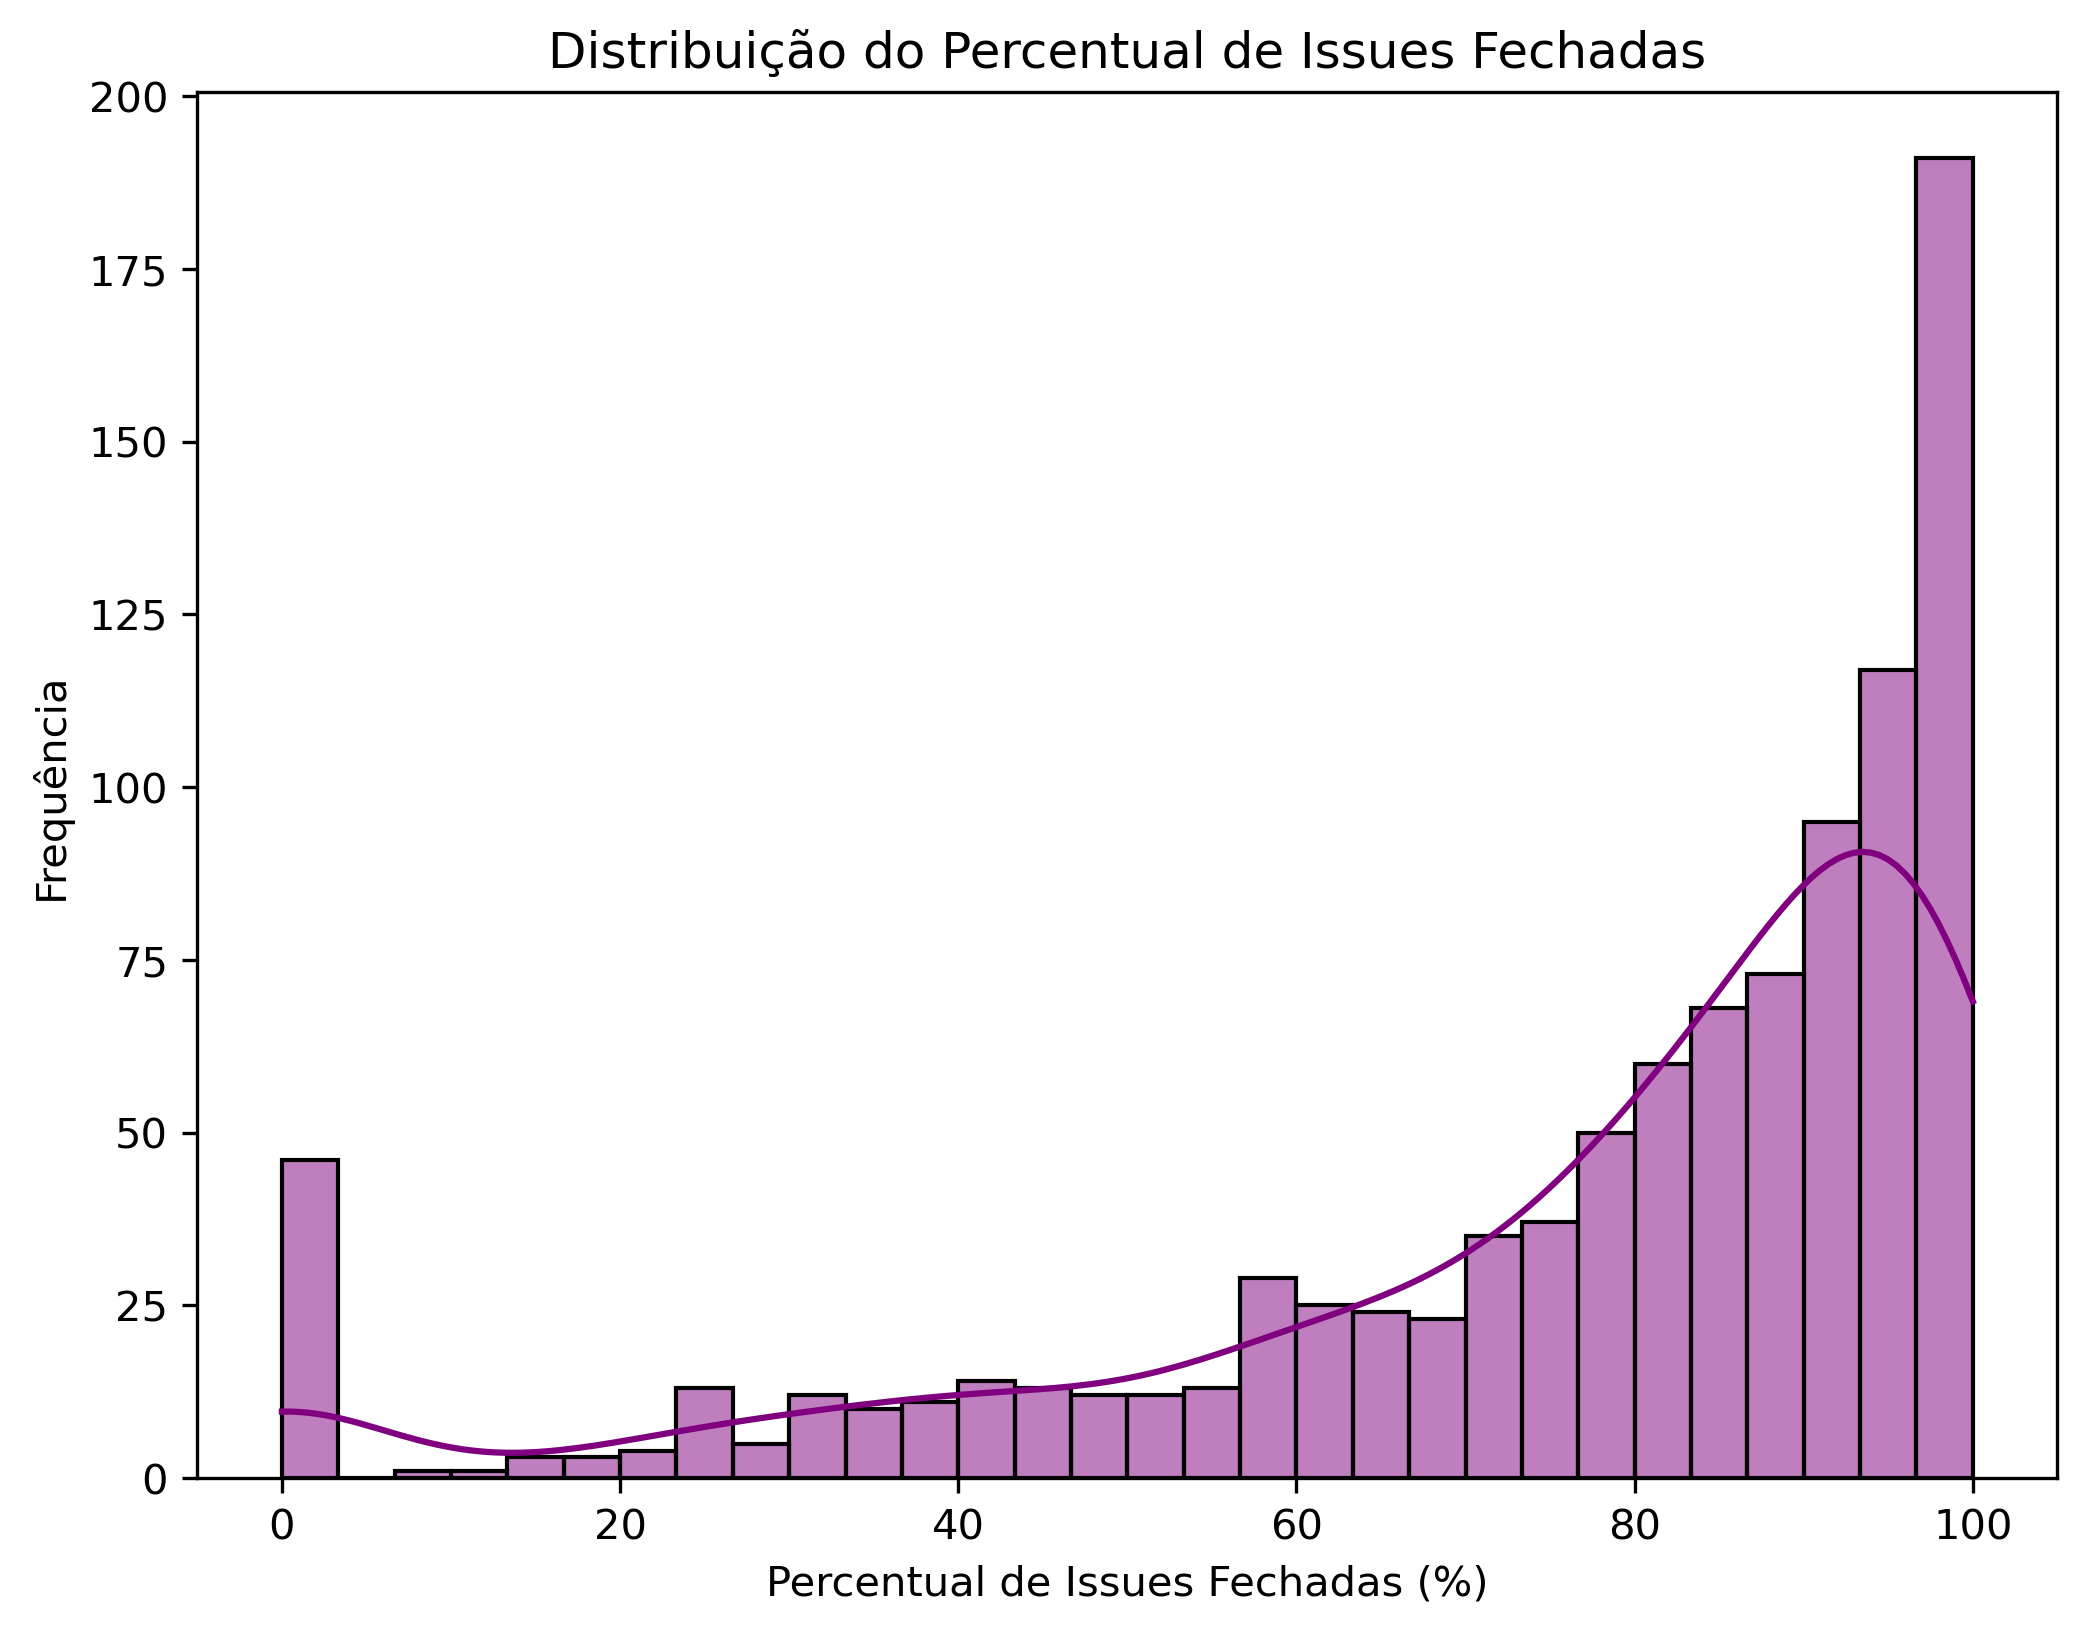 Distribuição do Percentual de Issues Fechadas
200
175
150
125
100
75
50
25
0
Frequência
0 20 40 60 80 100
Percentual de Issues Fechadas (%)